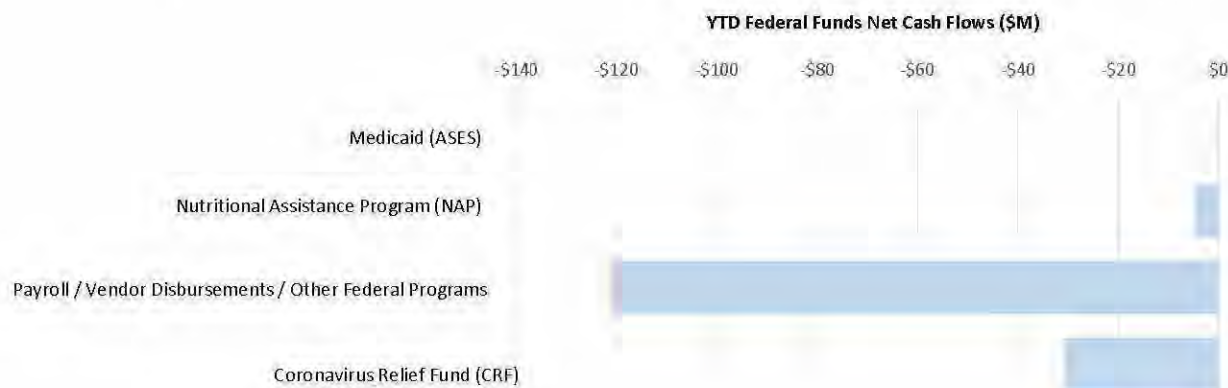 YTD Federal Funds Net Cash Flows ($M)
-$140 -$120 -$100 -$80 -$60 -$40 -$20 $0
Medicaid (ASES)
Nutritional Assistance Program (NAP)
Payroll / Vendor Disbursements / Other Federal Programs
Coronavirus Relief Fund (CRF)